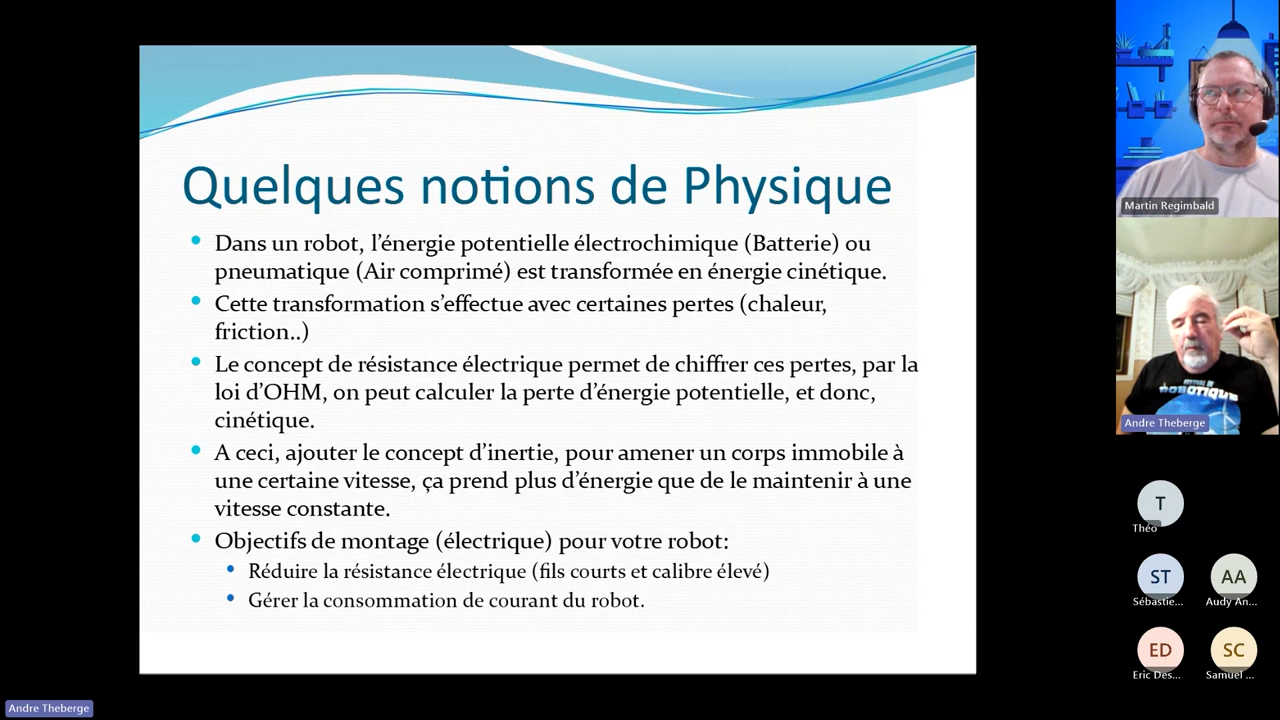 Quelques notions de Physique
Dans un robot, l’énergie potentielle électrochimique (Batterie) ou
pneumatique (Air comprimé) est transformée en énergie cinétique.
Cette transformation s’effectue avec certaines pertes (chaleur,
friction..)
Le concept de résistance électrique permet de chiffrer ces pertes, par la
loi d’OHM, on peut calculer la perte d’énergie potentielle, et donc,
cinétique.
A ceci, ajouter le concept d’inertie, pour amener un corps immobile à
une certaine vitesse, ça prend plus d’énergie que de le maintenir à une
vitesse constante.
Objectifs de montage (électrique) pour votre robot:
Réduire la résistance électrique (fils courts et calibre élevé)
Gérer la consommation de courant du robot.
Martin Regimbald
FESTIVAL DE
ROBOTIQUE
Andre Theberge
T
Théo
ST
Sébastie...
AA
Audy An...
ED
Eric Des...
SC
Samuel ...
Andre Theberge